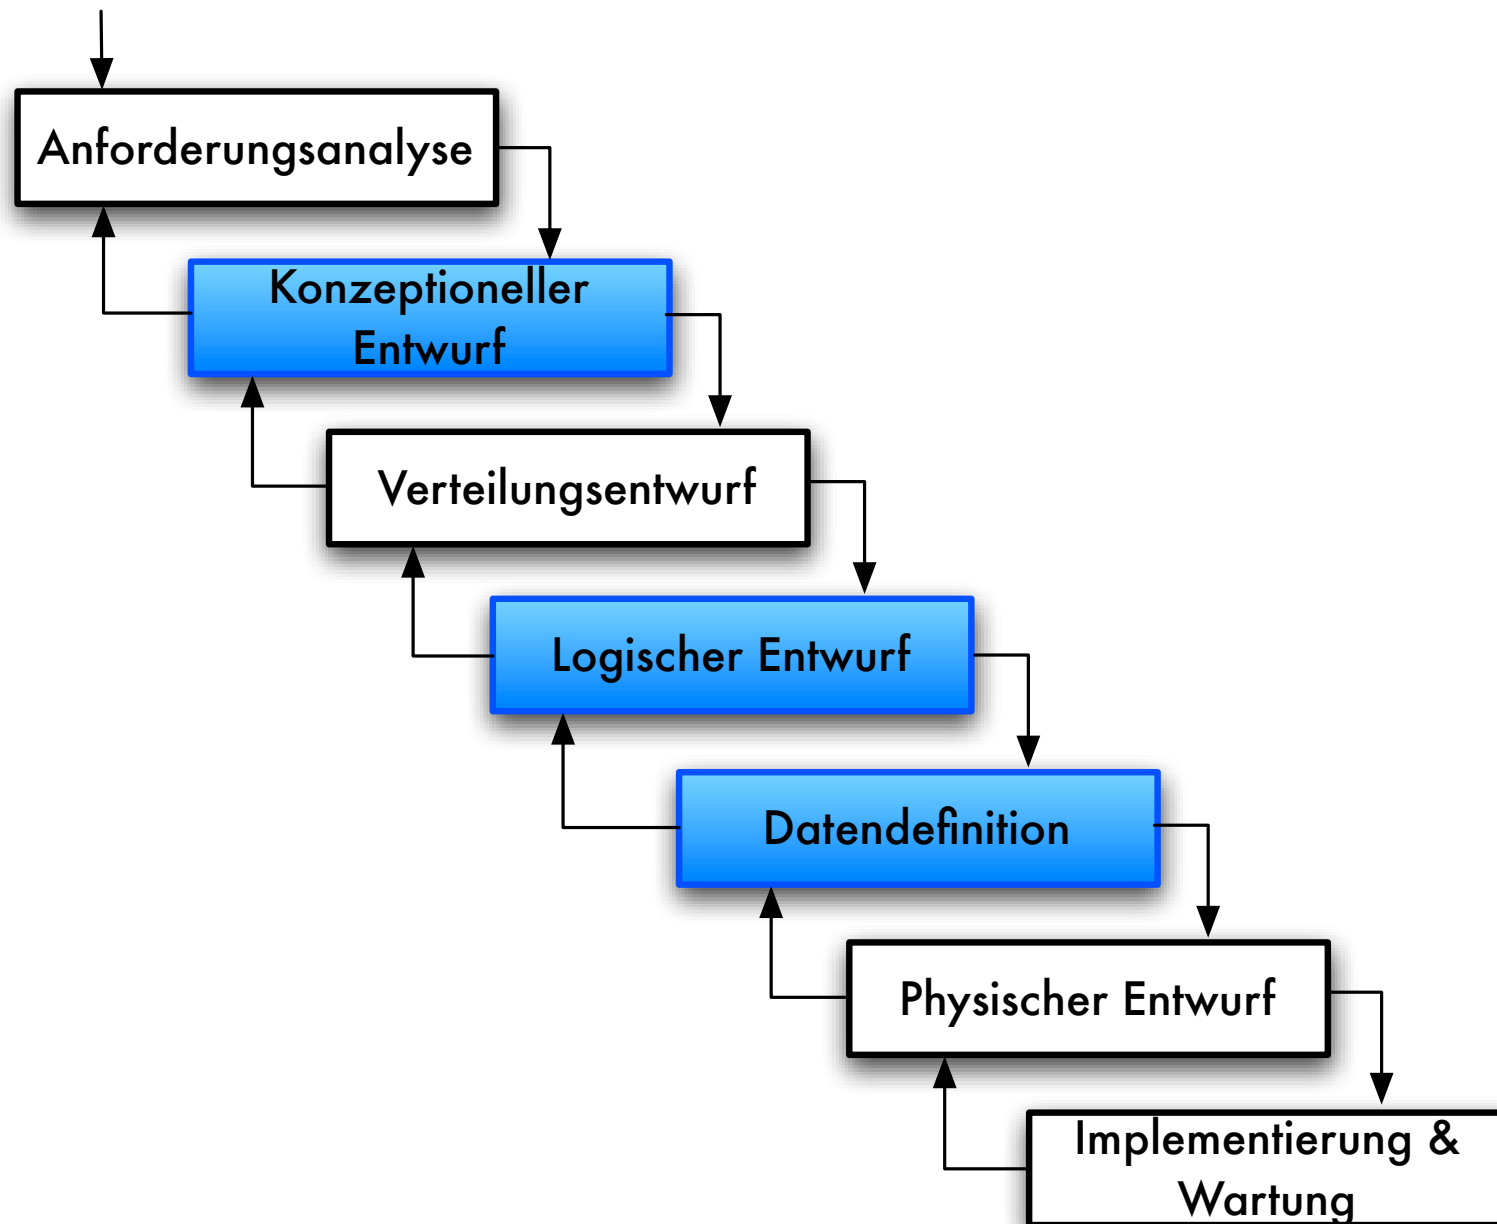 Anforderungsanalyse
Konzeptioneller
Entwurf
Verteilungsentwurf
Logischer Entwurf
Datendefinition
Physischer Entwurf
Implementierung &
Wartung